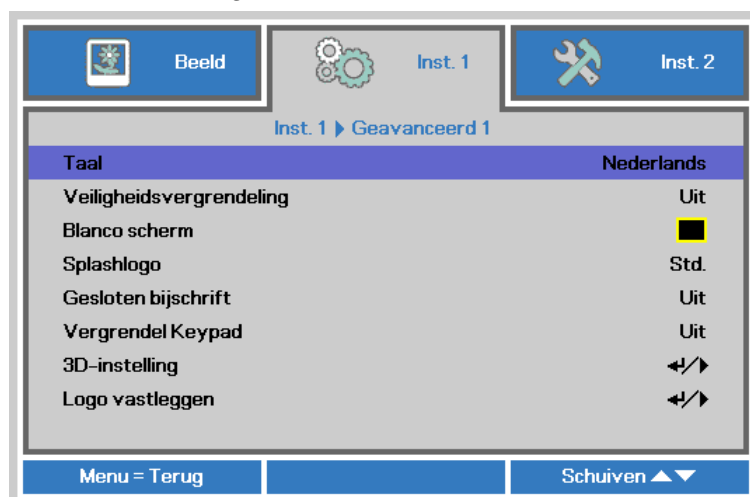 Beeld Inst. 1 Inst. 2
Inst. 1 Geavanceerd 1
Taal Nederlands
Veiligheidsvergrendeling Uit
Blanco scherm
Splashlogo Std.
Gesloten bijschrift Uit
Vergrendel Keypad Uit
3D-instelling /
Logo vastleggen /
Menu = Terug Schuiven